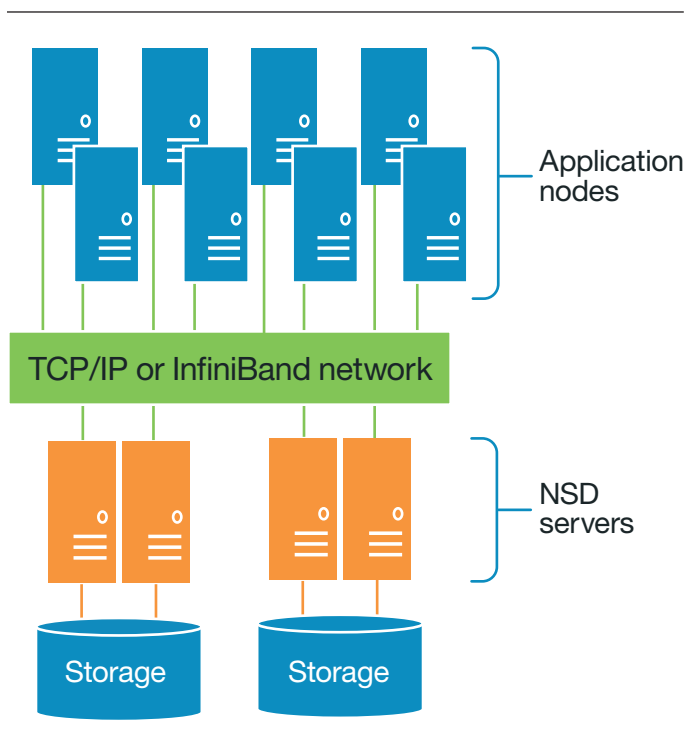 Application
nodes
TCP/IP or InfiniBand network
NSD
servers
Storage
Storage